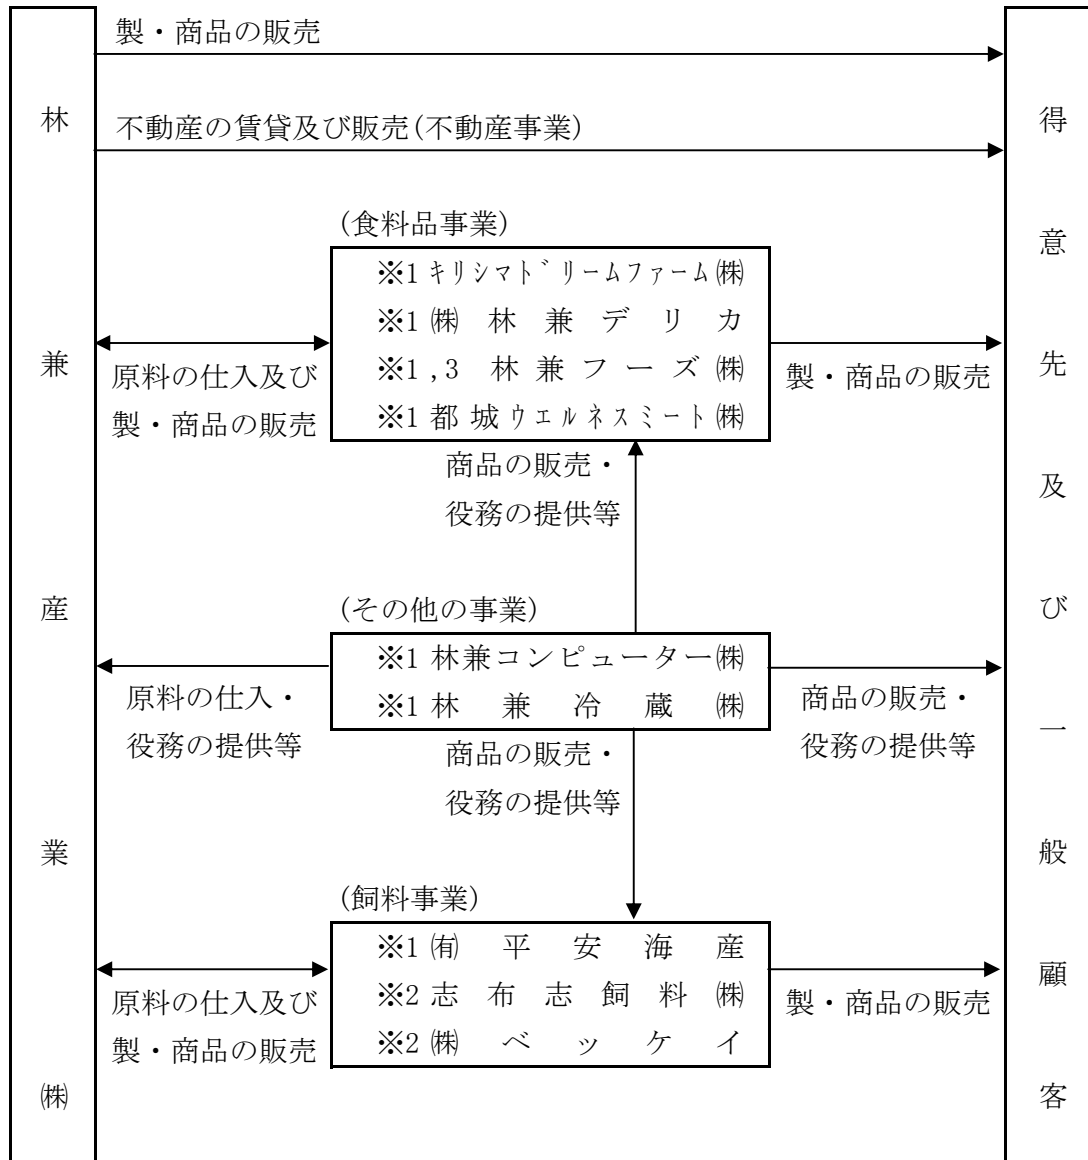 製・商品の販売
不動産の賃貸及び販売(不動産事業)
林兼産業㈱
(食料品事業)
※1 ｷﾘｼﾏﾄﾞﾘｰﾑﾌｧｰﾑ㈱
※1 ㈱林兼デリカ
※1,3 林兼フーズ㈱
※1 都城ｳｴﾙﾈｽﾐｰﾄ㈱
原料の仕入及び
製・商品の販売
製・商品の販売
商品の販売・
役務の提供等
(その他の事業)
※1 林兼コンピューター㈱
※1 林兼冷蔵㈱
原料の仕入・
役務の提供等
商品の販売・
役務の提供等
商品の販売・
役務の提供等
(飼料事業)
※1 ㈲平安海産
※2 志布志飼料㈱
※2 ㈱ベッケイ
原料の仕入及び
製・商品の販売
製・商品の販売
得意先及び一般顧客